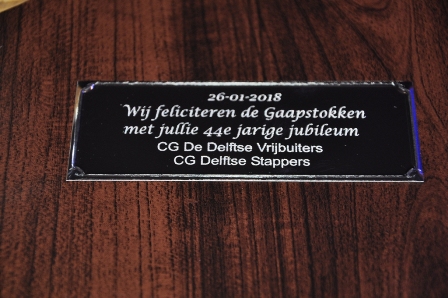 26-01-2018
Wij feliciteren de Gaapstokken
met jullie 44e jarige jubileum
CG De Delftse Vrijbuiters
CG Delftse Stappers